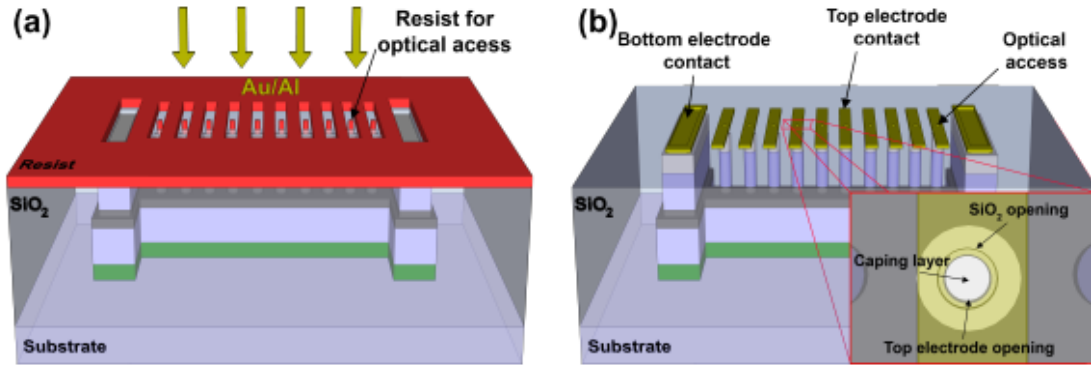 (a)
Resist for
optical acess
Au/Al
Resist
SiO2
Substrate
(b)
Bottom electrode
contact
Top electrode
contact
Optical
access
SiO2
SiO2 opening
Caping layer
Top electrode opening
Substrate